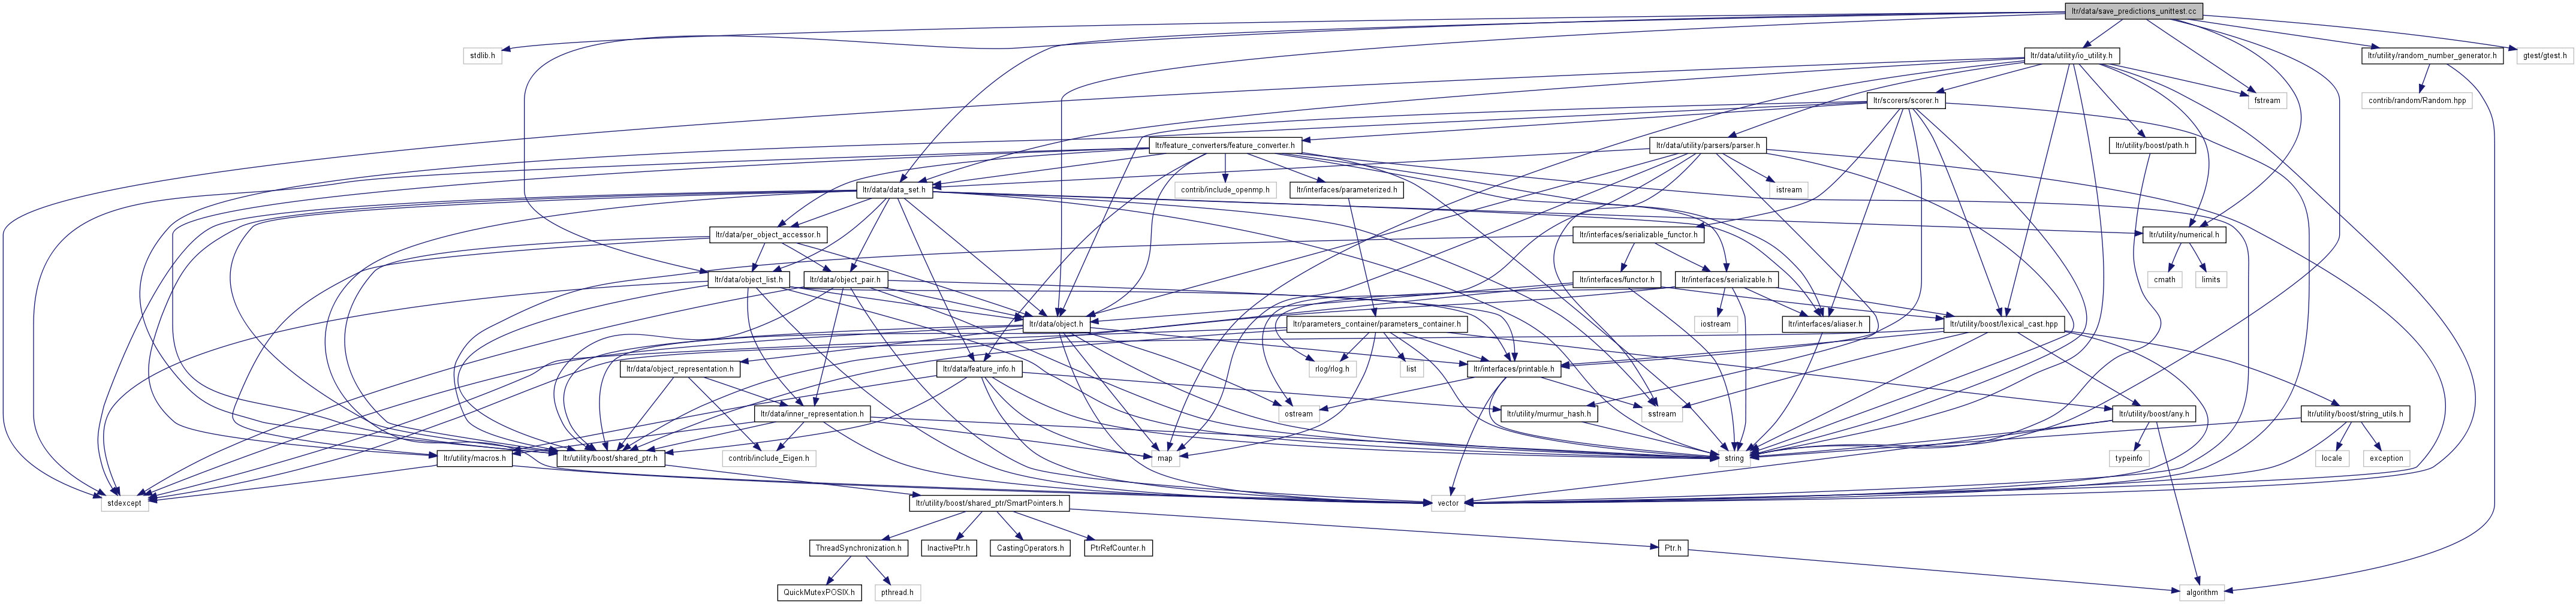 ltr/data/save_predictions_unittest.cc
stdlib.h
ltr/data/utility/io_utility.h
ltr/utility/random_number_generator.h
gtest/gtest.h
ltr/scorers/scorer.h
fstream
contrib/random/Random.hpp
ltr/feature_converters/feature_converter.h
ltr/data/utility/parsers/parser.h
ltr/utility/boost/path.h
ltr/data/data_set.h
contrib/include_openmp.h
ltr/interfaces/parameterized.h
istream
ltr/data/per_object_accessor.h
ltr/interfaces/serializable_functor.h
ltr/utility/numerical.h
ltr/data/object_list.h
ltr/data/object_pair.h
ltr/interfaces/functor.h
ltr/interfaces/serializable.h
cmath
limits
ltr/data/object.h
ltr/parameters_container/parameters_container.h
iostream
ltr/interfaces/aliaser.h
ltr/utility/boost/lexical_cast.hpp
ltr/data/object_representation.h
ltr/data/feature_info.h
rlog/rlog.h
list
ltr/interfaces/printable.h
ltr/data/inner_representation.h
ostream
ltr/utility/murmur_hash.h
sstream
ltr/utility/boost/any.h
ltr/utility/boost/string_utils.h
ltr/utility/macros.h
ltr/utility/boost/shared_ptr.h
contrib/include_Eigen.h
map
string
typeinfo
locale
exception
stdexcept
ltr/utility/boost/shared_ptr/SmartPointers.h
vector
ThreadSynchronization.h
InactivePtr.h
CastingOperators.h
PtrRefCounter.h
Ptr.h
QuickMutexPOSIX.h
pthread.h
algorithm